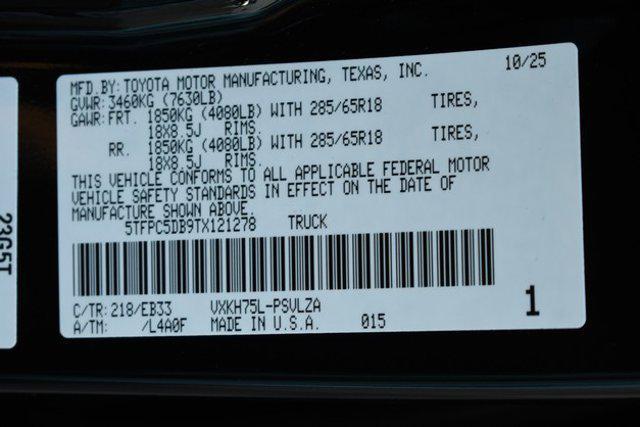 MFD.BY:TOYOTA MOTOR MANUFACTURING, TEXAS, INC. 10/25
GVWR:3460KG (7630LB)
GAWR:FRT. 1850KG (4080LB) WITH 285/65R18 TIRES,
18X8.5J RIMS.
RR. 1850KG (4080LB) WITH 285/65R18 TIRES,
18X8.5J RIMS.
THIS VEHICLE CONFORMS TO ALL APPLICABLE FEDERAL MOTOR
VEHICLE SAFETY STANDARDS IN EFFECT ON THE DATE OF
MANUFACTURE SHOWN ABOVE.
5TFPC5DB9TX121278 TRUCK
C/TR:218/EB33 VXKH75L-PSVLZA
A/TM: /L4A0F MADE IN U.S.A. 015
1
23G5T